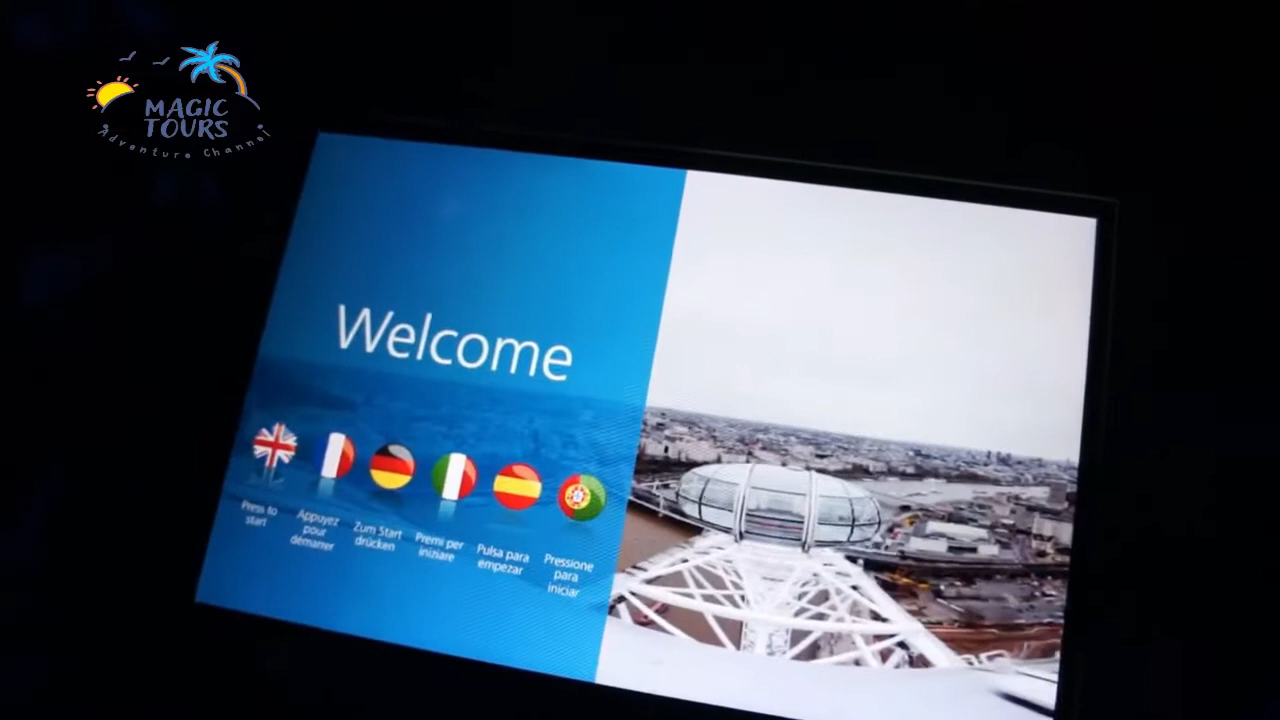 MAGIC
TOURS
Adventure Channel
Welcome
Press to
start
Appuyez
pour
démarrer
Zum Start
drücken
Premi per
iniziare
Pulsa para
empezar
Pressione
para
iniciar